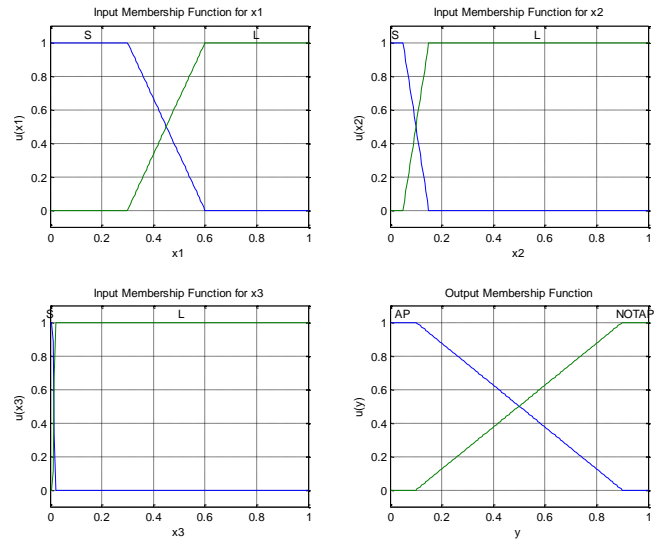 Input Membership Function for x1
S
L
1
0.8
0.6
0.4
0.2
0
u(x1)
0
0.2
0.4
0.6
0.8
1
x1
Input Membership Function for x2
S
L
1
0.8
0.6
0.4
0.2
0
u(x2)
0
0.2
0.4
0.6
0.8
1
x2
Input Membership Function for x3
S
L
1
0.8
0.6
0.4
0.2
0
u(x3)
0
0.2
0.4
0.6
0.8
1
x3
Output Membership Function
AP
NOTAP
1
0.8
0.6
0.4
0.2
0
u(y)
0
0.2
0.4
0.6
0.8
1
y